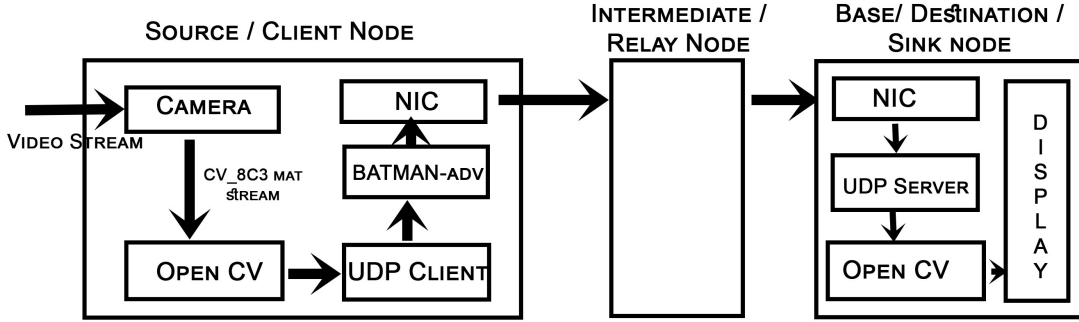 SOURCE / CLIENT NODE
INTERMEDIATE /
RELAY NODE
BASE/ DESTINATION /
SINK NODE
VIDEO STREAM
CAMERA
CV_8C3 MAT
STREAM
OPEN CV
UDP CLIENT
BATMAN-ADV
NIC
NIC
UDP SERVER
OPEN CV
D
I
S
P
L
A
Y